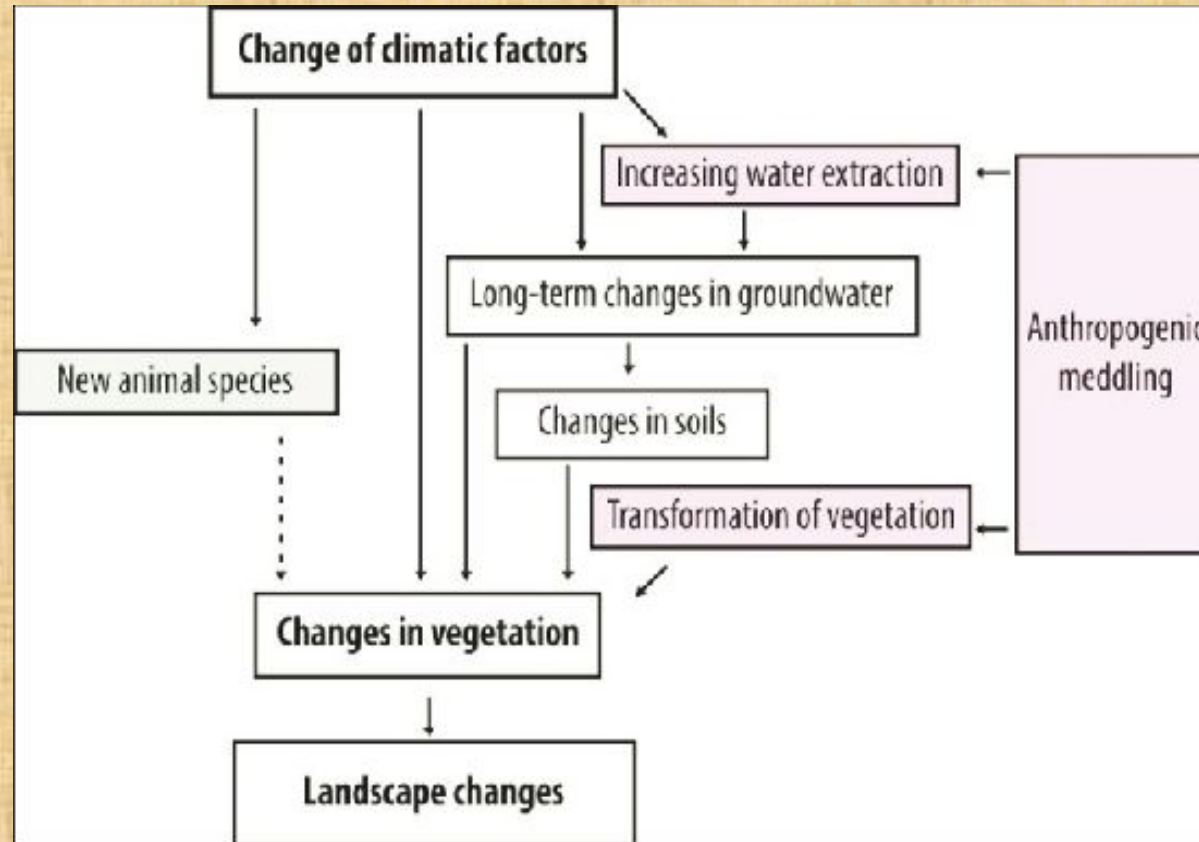 Change of climatic factors
Increasing water extraction
Long-term changes in groundwater
Anthropogenic
meddling
New animal species
Changes in soils
Transformation of vegetation
Changes in vegetation
Landscape changes